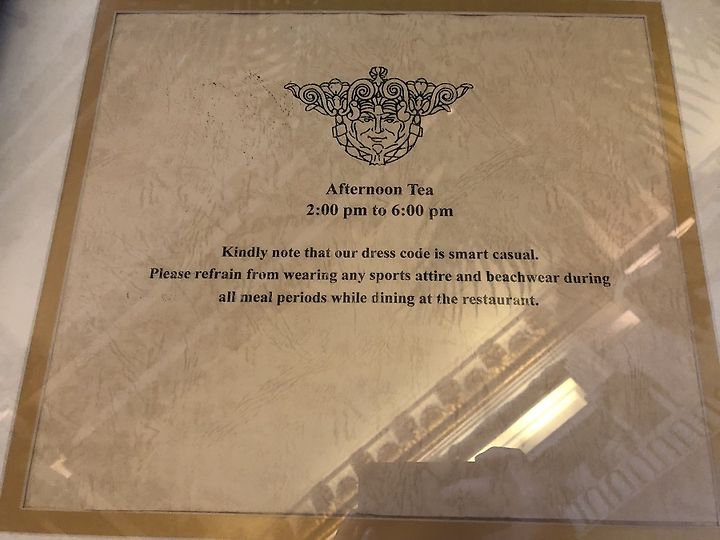 Afternoon Tea
2:00 pm to 6:00 pm
Kindly note that our dress code is smart casual.
Please refrain from wearing any sports attire and beachwear during
all meal periods while dining at the restaurant.